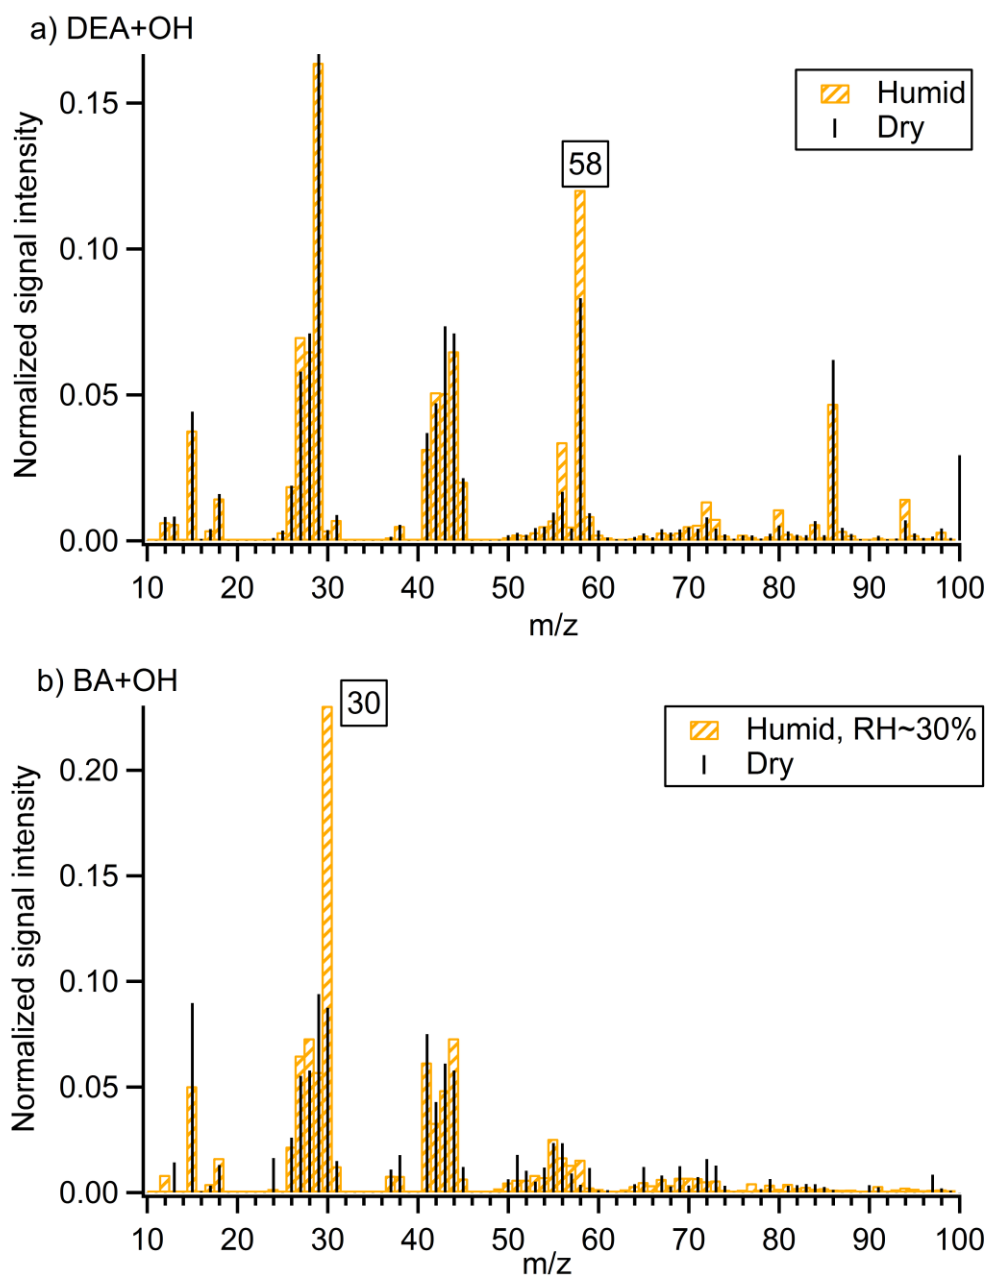 a) DEA+OH
Normalized signal intensity
0.15
0.10
0.05
0.00
Humid
Dry
58
10 20 30 40 50 60 70 80 90 100
m/z
b) BA+OH
Normalized signal intensity
0.20
0.15
0.10
0.05
0.00
30
Humid, RH~30%
Dry
10 20 30 40 50 60 70 80 90 100
m/z